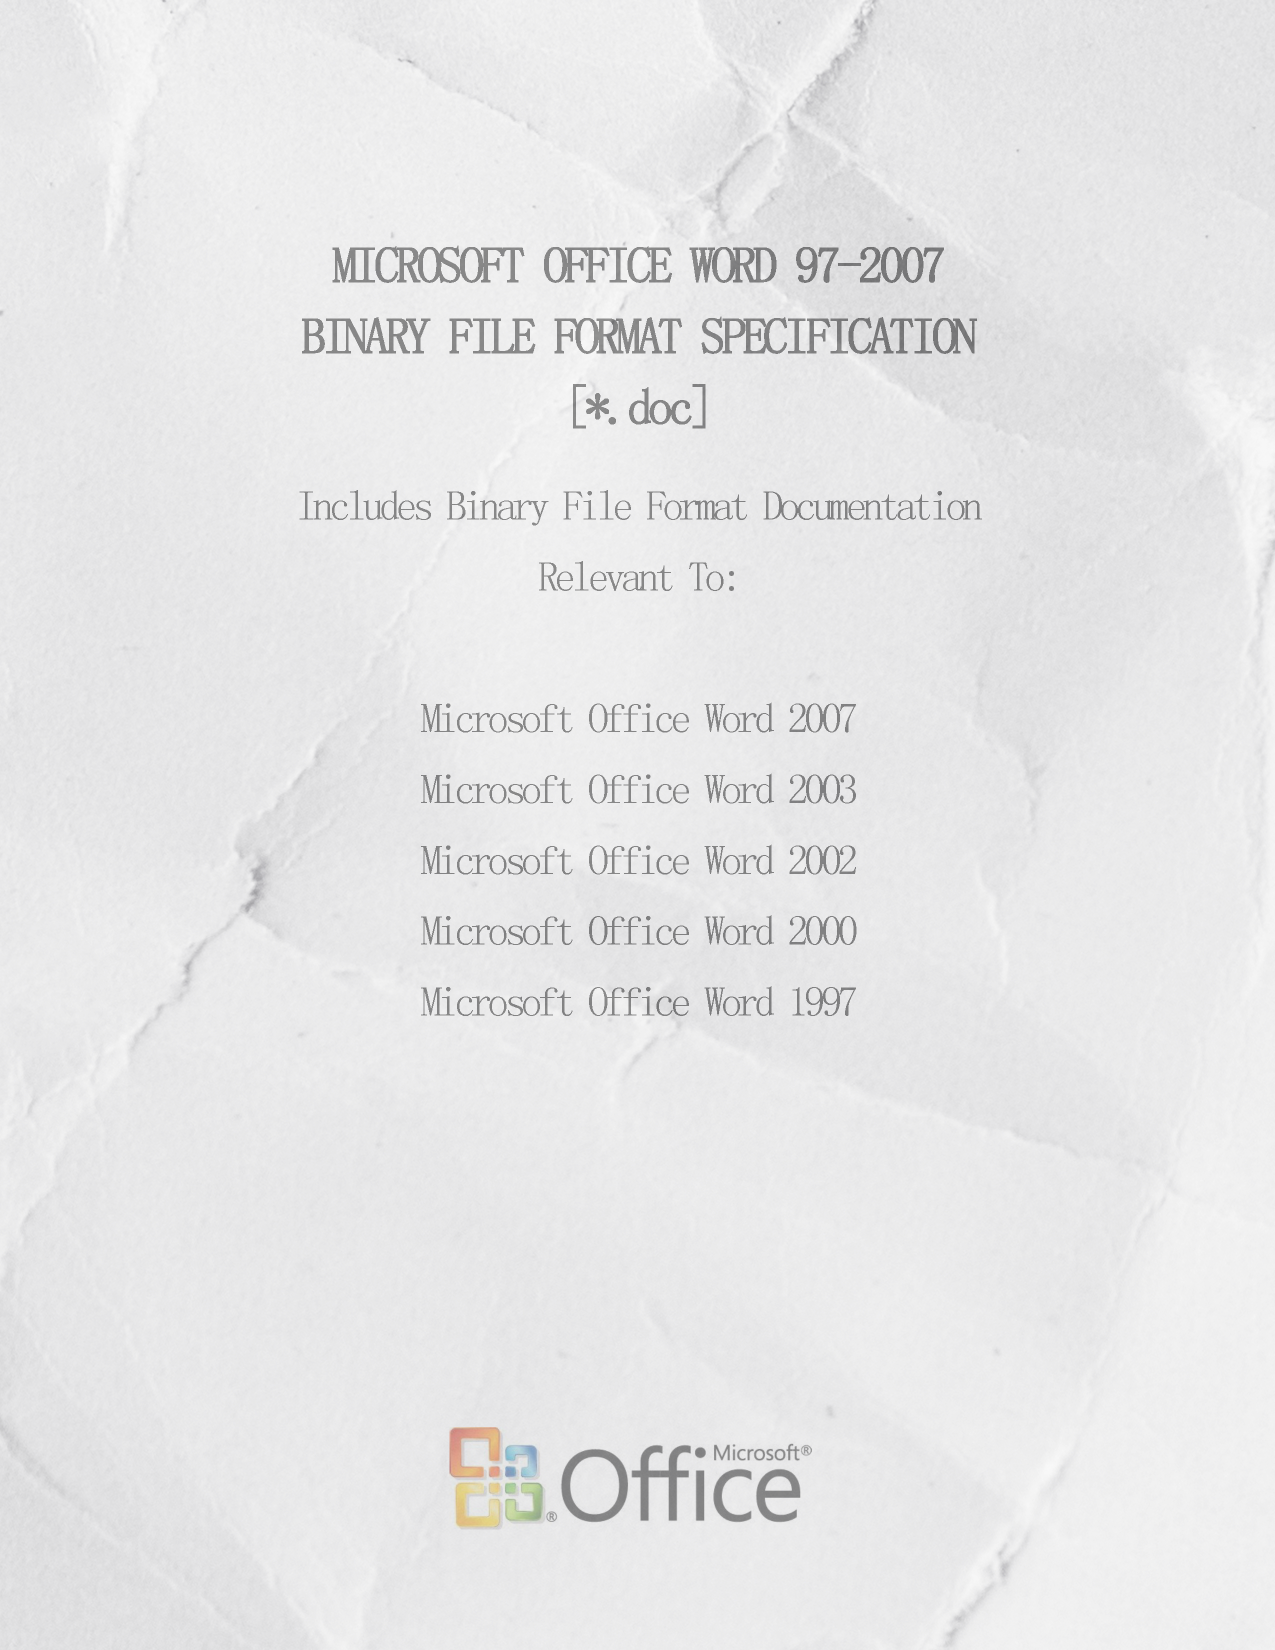 MICROSOFT OFFICE WORD 97-2007
BINARY FILE FORMAT SPECIFICATION
[*.doc]
Includes Binary File Format Documentation
Relevant To:
Microsoft Office Word 2007
Microsoft Office Word 2003
Microsoft Office Word 2002
Microsoft Office Word 2000
Microsoft Office Word 1997
Microsoft®
® Office